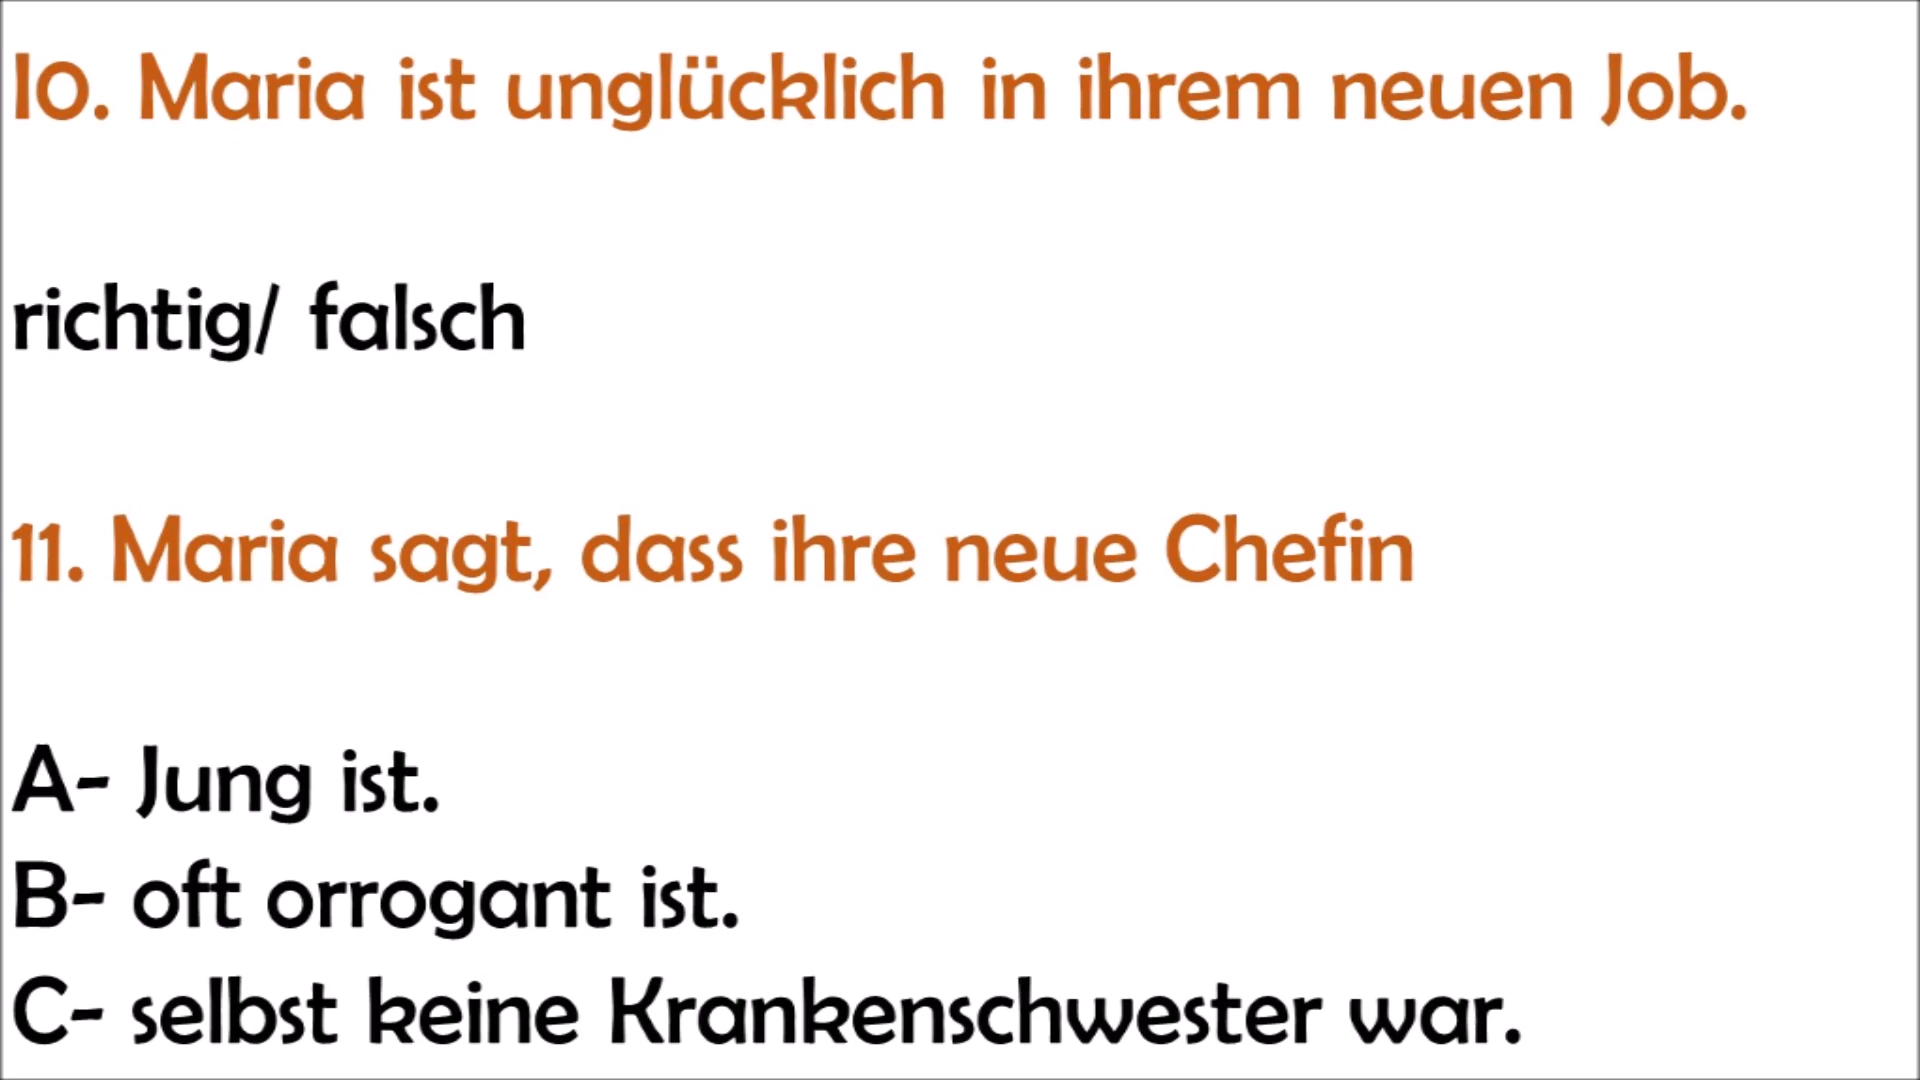 10. Maria ist unglücklich in ihrem neuen Job.
richtig/ falsch
11. Maria sagt, dass ihre neue Chefin
A- Jung ist.
B- oft orrogant ist.
C- selbst keine Krankenschwester war.